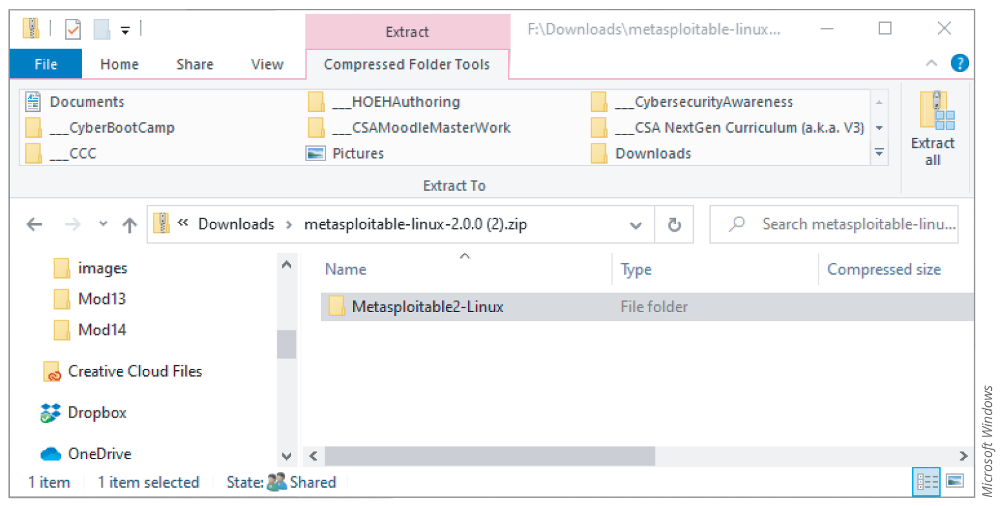 Extract
F:\Downloads\metasploitable-linux...
File Home Share View Compressed Folder Tools
?
Documents ___HOEHAuthoring ___CybersecurityAwareness
___CyberBootCamp ___CSAMoodleMasterWork ___CSA NextGen Curriculum (a.k.a. V3)
___CCC Pictures Downloads
Extract
all
Extract To
« Downloads > metasploitable-linux-2.0.0 (2).zip
Search metasploitable-linu...
images
Mod13
Mod14
Creative Cloud Files
Dropbox
OneDrive
Name Type Compressed size
Metasploitable2-Linux File folder
1 item 1 item selected State: Shared
Microsoft Windows